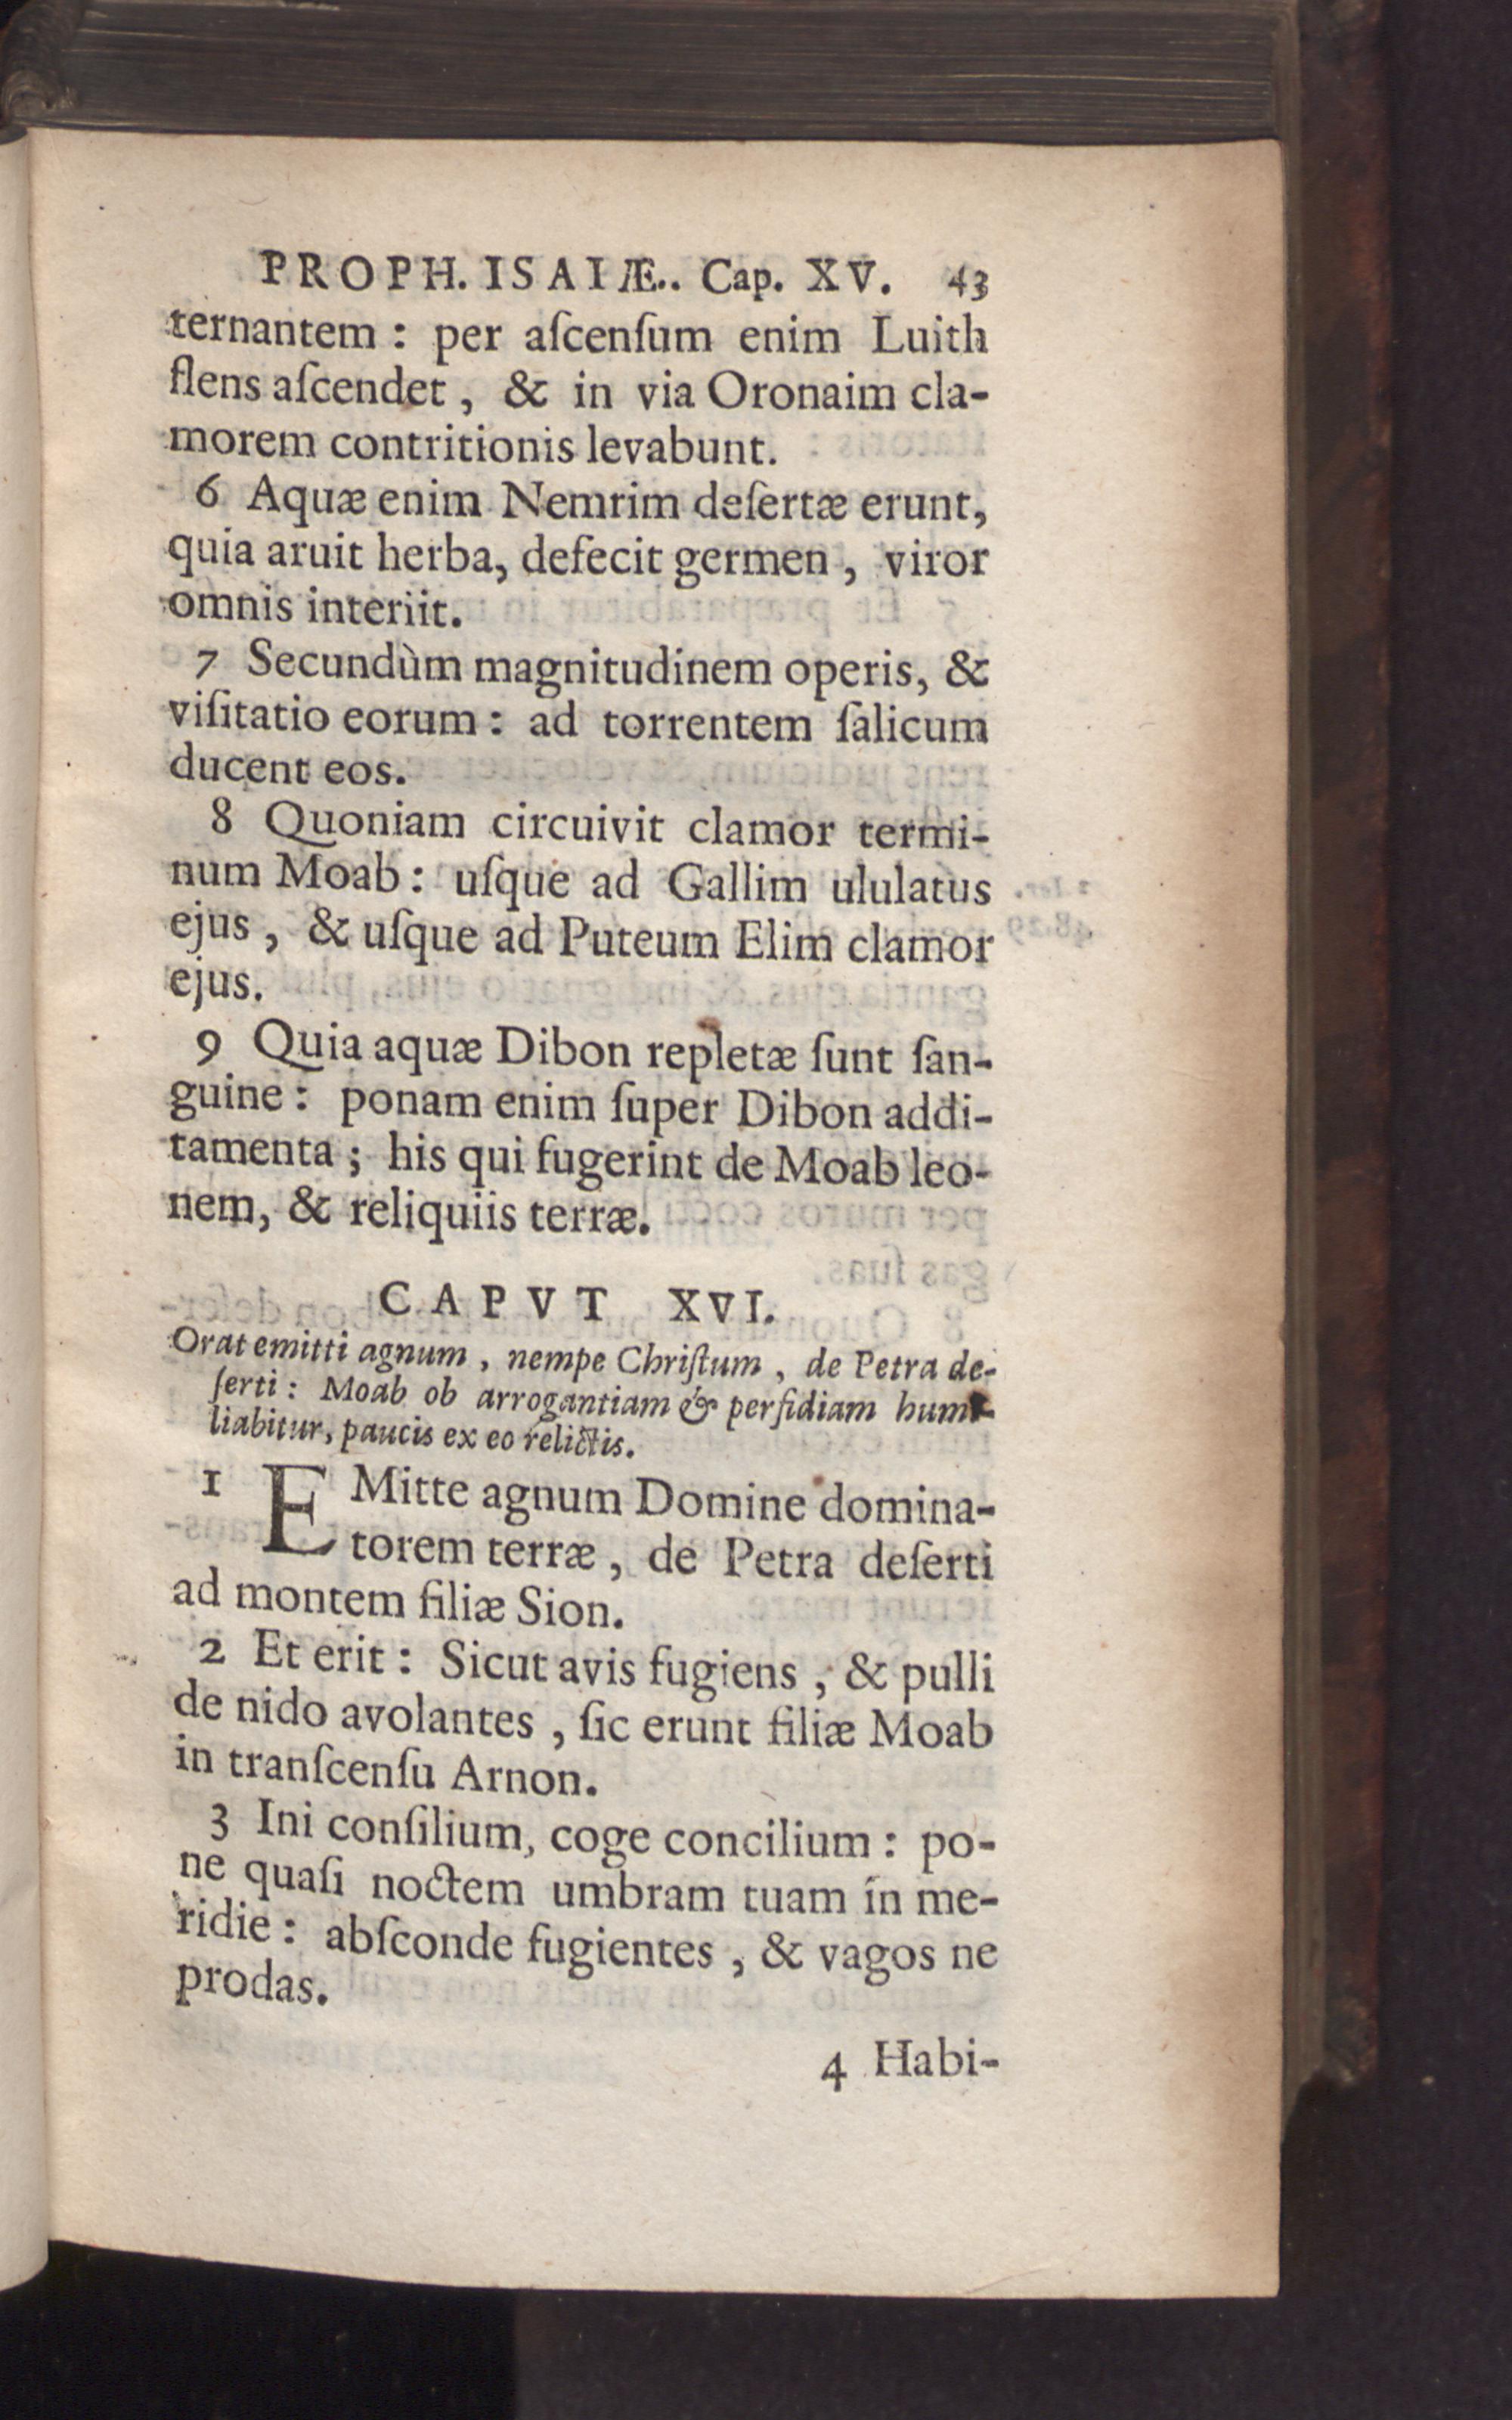 PROPH. ISAIÆ.. Cap. XV. 43
ternantem : per aſcenſum enim Luith
flens aſcendet , & in via Oronaim cla-
morem contritionis levabunt.
6 Aquæ enim Nemrim deſertæ erunt,
quia aruit herba, defecit germen , viror
omnis interiit.
7 Secundùm magnitudinem operis, &
viſitatio eorum : ad torrentem ſalicum
ducent eos.
8 Quoniam circuivit clamor termi-
num Moab : uſque ad Gallim ululatus
ejus , & uſque ad Puteum Elim clamor
ejus.
9 Quia aquæ Dibon repletæ ſunt ſan-
guine : ponam enim ſuper Dibon addi-
tamenta ; his qui fugerint de Moab leo-
nem, & reliquiis terræ.
CAPVT XVI.
Orat emitti agnum , nempe Chriſtum , de Petra de-
ſerti : Moab ob arrogantiam & perfidiam humi-
liabitur, paucis ex eo relictis.
1 EMitte agnum Domine domina-
torem terræ , de Petra deſerti
ad montem filiæ Sion.
2 Et erit : Sicut avis fugiens , & pulli
de nido avolantes , ſic erunt filiæ Moab
in tranſcenſu Arnon.
3 Ini conſilium, coge concilium : po-
ne quaſi noctem umbram tuam in me-
ridie : abſconde fugientes , & vagos ne
prodas.
4 Habi-